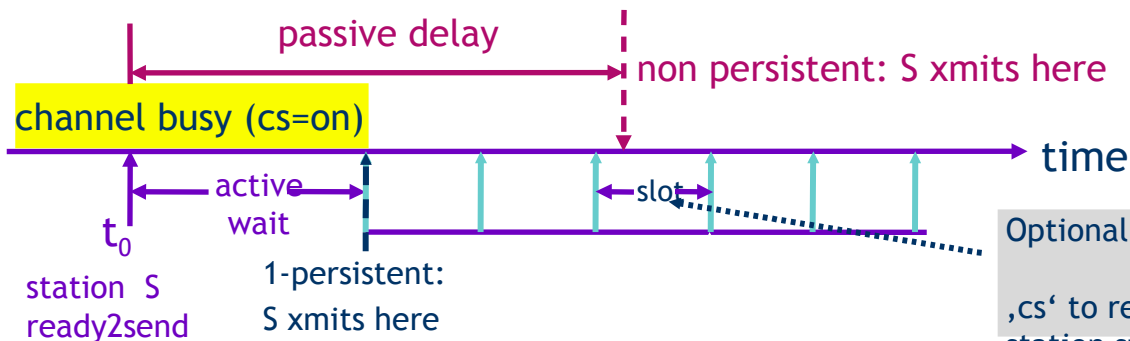 passive delay
non persistent: S xmits here
channel busy (cs=on)
time
active
wait
slot
t0
Optional
1-persistent:
S xmits here
station S
ready2send
‚cs‘ to re